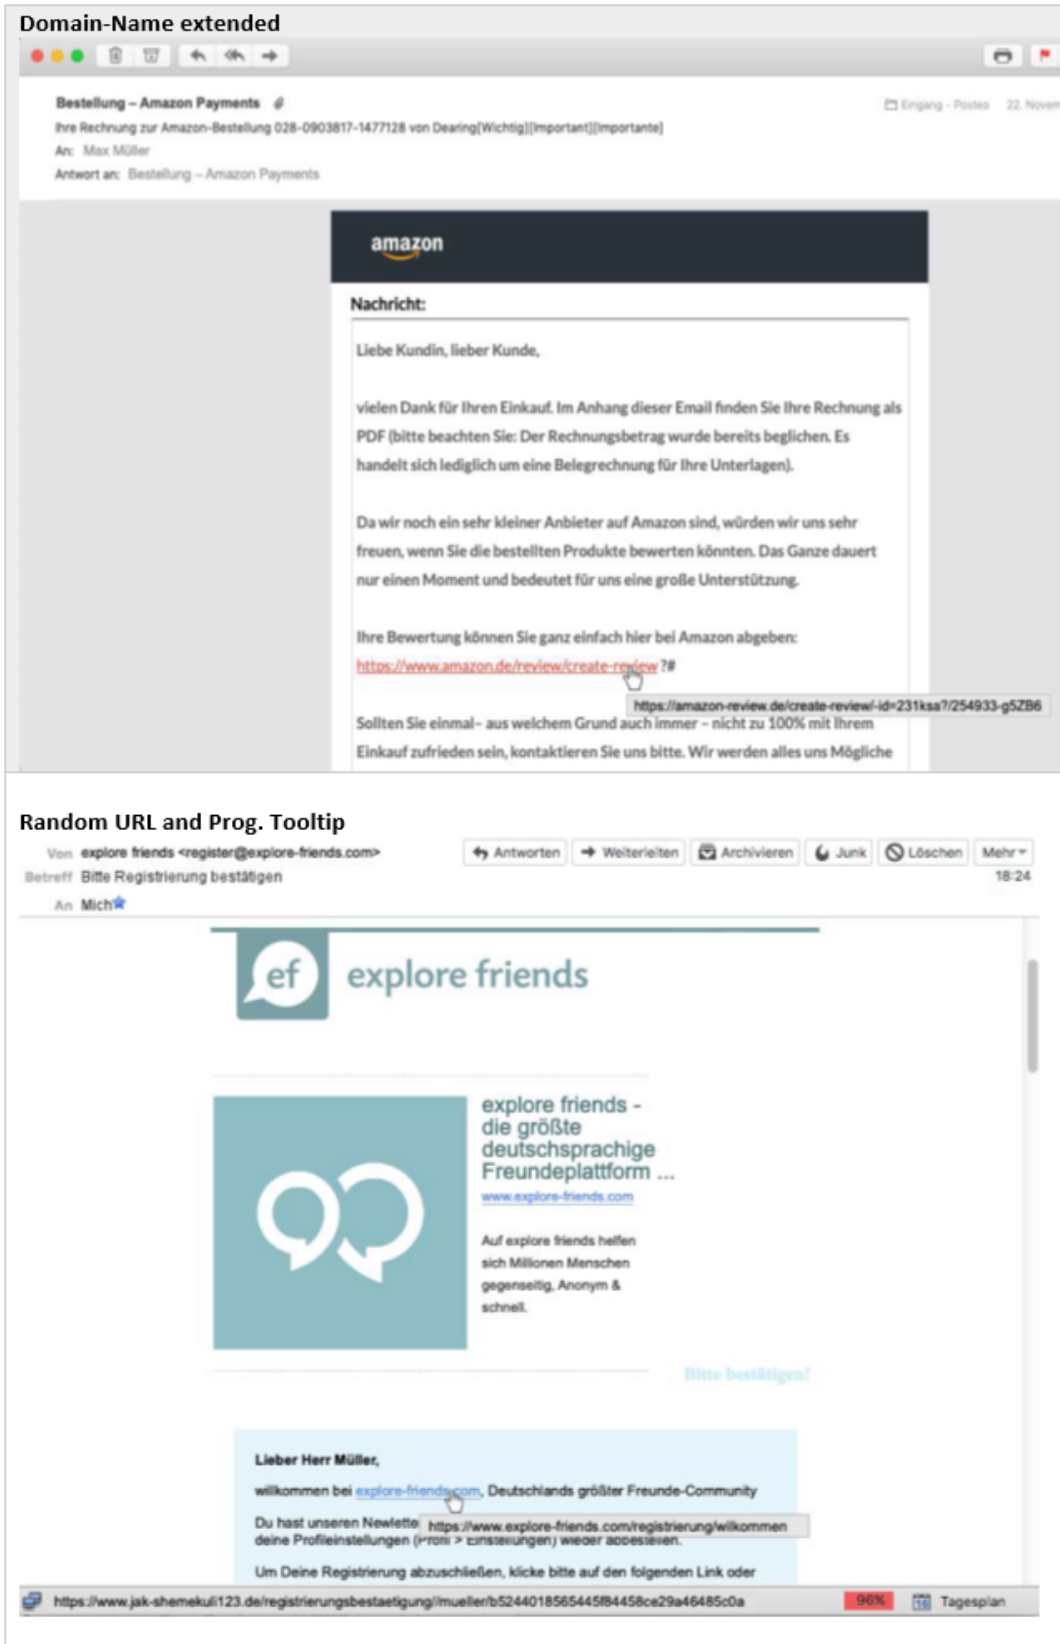 Domain-Name extended
Bestellung – Amazon Payments
Eingang - Posteo 22. Novem
Ihre Rechnung zur Amazon-Bestellung 028-0903817-1477128 von Dearing[Wichtig][Important][Importante]
An: Max Müller
Antwort an: Bestellung – Amazon Payments
amazon
Nachricht:
Liebe Kundin, lieber Kunde,
vielen Dank für Ihren Einkauf. Im Anhang dieser Email finden Sie Ihre Rechnung als
PDF (bitte beachten Sie: Der Rechnungsbetrag wurde bereits beglichen. Es
handelt sich lediglich um eine Belegrechnung für Ihre Unterlagen).
Da wir noch ein sehr kleiner Anbieter auf Amazon sind, würden wir uns sehr
freuen, wenn Sie die bestellten Produkte bewerten könnten. Das Ganze dauert
nur einen Moment und bedeutet für uns eine große Unterstützung.
Ihre Bewertung können Sie ganz einfach hier bei Amazon abgeben:
https://www.amazon.de/review/create-review ?#
https://amazon-review.de/create-review/-id=231ksa?/254933-g5ZB6
Sollten Sie einmal– aus welchem Grund auch immer – nicht zu 100% mit Ihrem
Einkauf zufrieden sein, kontaktieren Sie uns bitte. Wir werden alles uns Mögliche
Random URL and Prog. Tooltip
Von explore friends <register@explore-friends.com>
Antworten Weiterleiten Archivieren Junk Löschen Mehr
Betreff Bitte Registrierung bestätigen
18:24
An Mich
ef explore friends
explore friends -
die größte
deutschsprachige
Freundeplattform ...
www.explore-friends.com
Auf explore friends helfen
sich Millionen Menschen
gegenseitig, Anonym &
schnell.
Bitte bestätigen!
Lieber Herr Müller,
willkommen bei explore-friends.com, Deutschlands größter Freunde-Community
Du hast unseren Newlette
https://www.explore-friends.com/registrierung/wilkommen
deine Profileinstellungen (Profil > Einstellungen) wieder abbestellen.
Um Deine Registrierung abzuschließen, klicke bitte auf den folgenden Link oder
https://www.jak-shemekuli123.de/registrierungsbestaetigung//mueller/b5244018565445f84458ce29a46485c0a
96% 16 Tagesplan